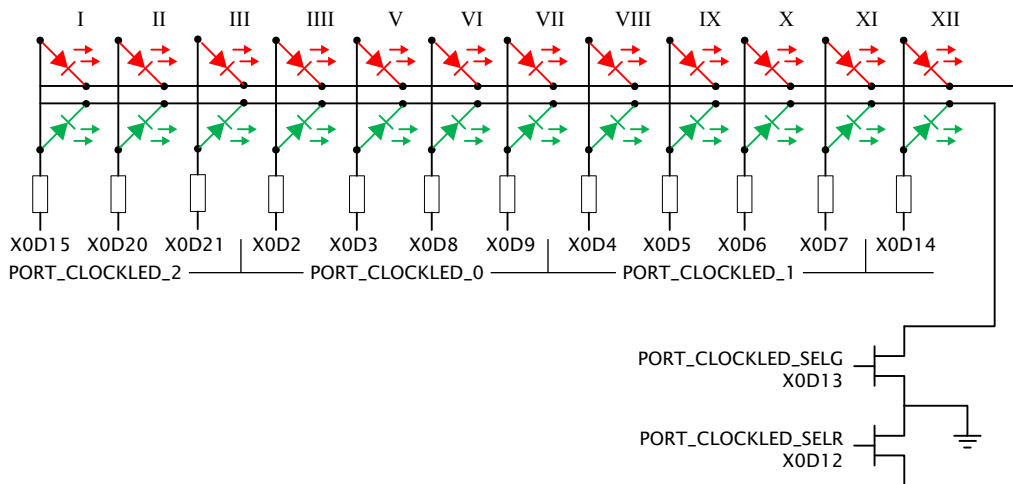 I II III IIII V VI VII VIII IX X XI XII
X0D15 X0D20 X0D21 X0D2 X0D3 X0D8 X0D9 X0D4 X0D5 X0D6 X0D7 X0D14
PORT_CLOCKLED_2 PORT_CLOCKLED_0 PORT_CLOCKLED_1
PORT_CLOCKLED_SELG
X0D13
PORT_CLOCKLED_SELR
X0D12